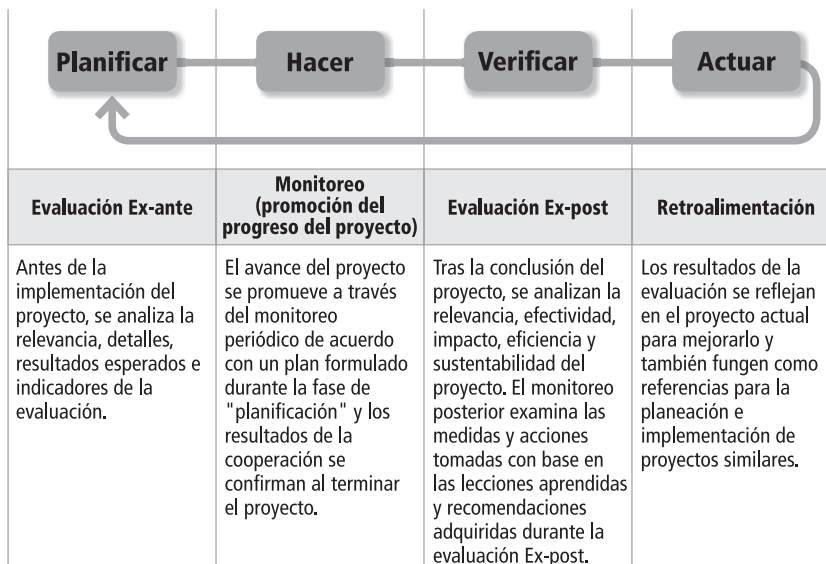 Planificar
Hacer
Verificar
Actuar
Evaluación Ex-ante
Monitoreo
(promoción del
progreso del proyecto)
Evaluación Ex-post
Retroalimentación
Antes de la
implementación del
proyecto, se analiza la
relevancia, detalles,
resultados esperados e
indicadores de la
evaluación.
El avance del proyecto
se promueve a través
del monitoreo
periódico de acuerdo
con un plan formulado
durante la fase de
"planificación" y los
resultados de la
cooperación se
confirman al terminar
el proyecto.
Tras la conclusión del
proyecto, se analizan la
relevancia, efectividad,
impacto, eficiencia y
sustentabilidad del
proyecto. El monitoreo
posterior examina las
medidas y acciones
tomadas con base en
las lecciones aprendidas
y recomendaciones
adquiridas durante la
evaluación Ex-post.
Los resultados de la
evaluación se reflejan
en el proyecto actual
para mejorarlo y
también fungen como
referencias para la
planeación e
implementación de
proyectos similares.